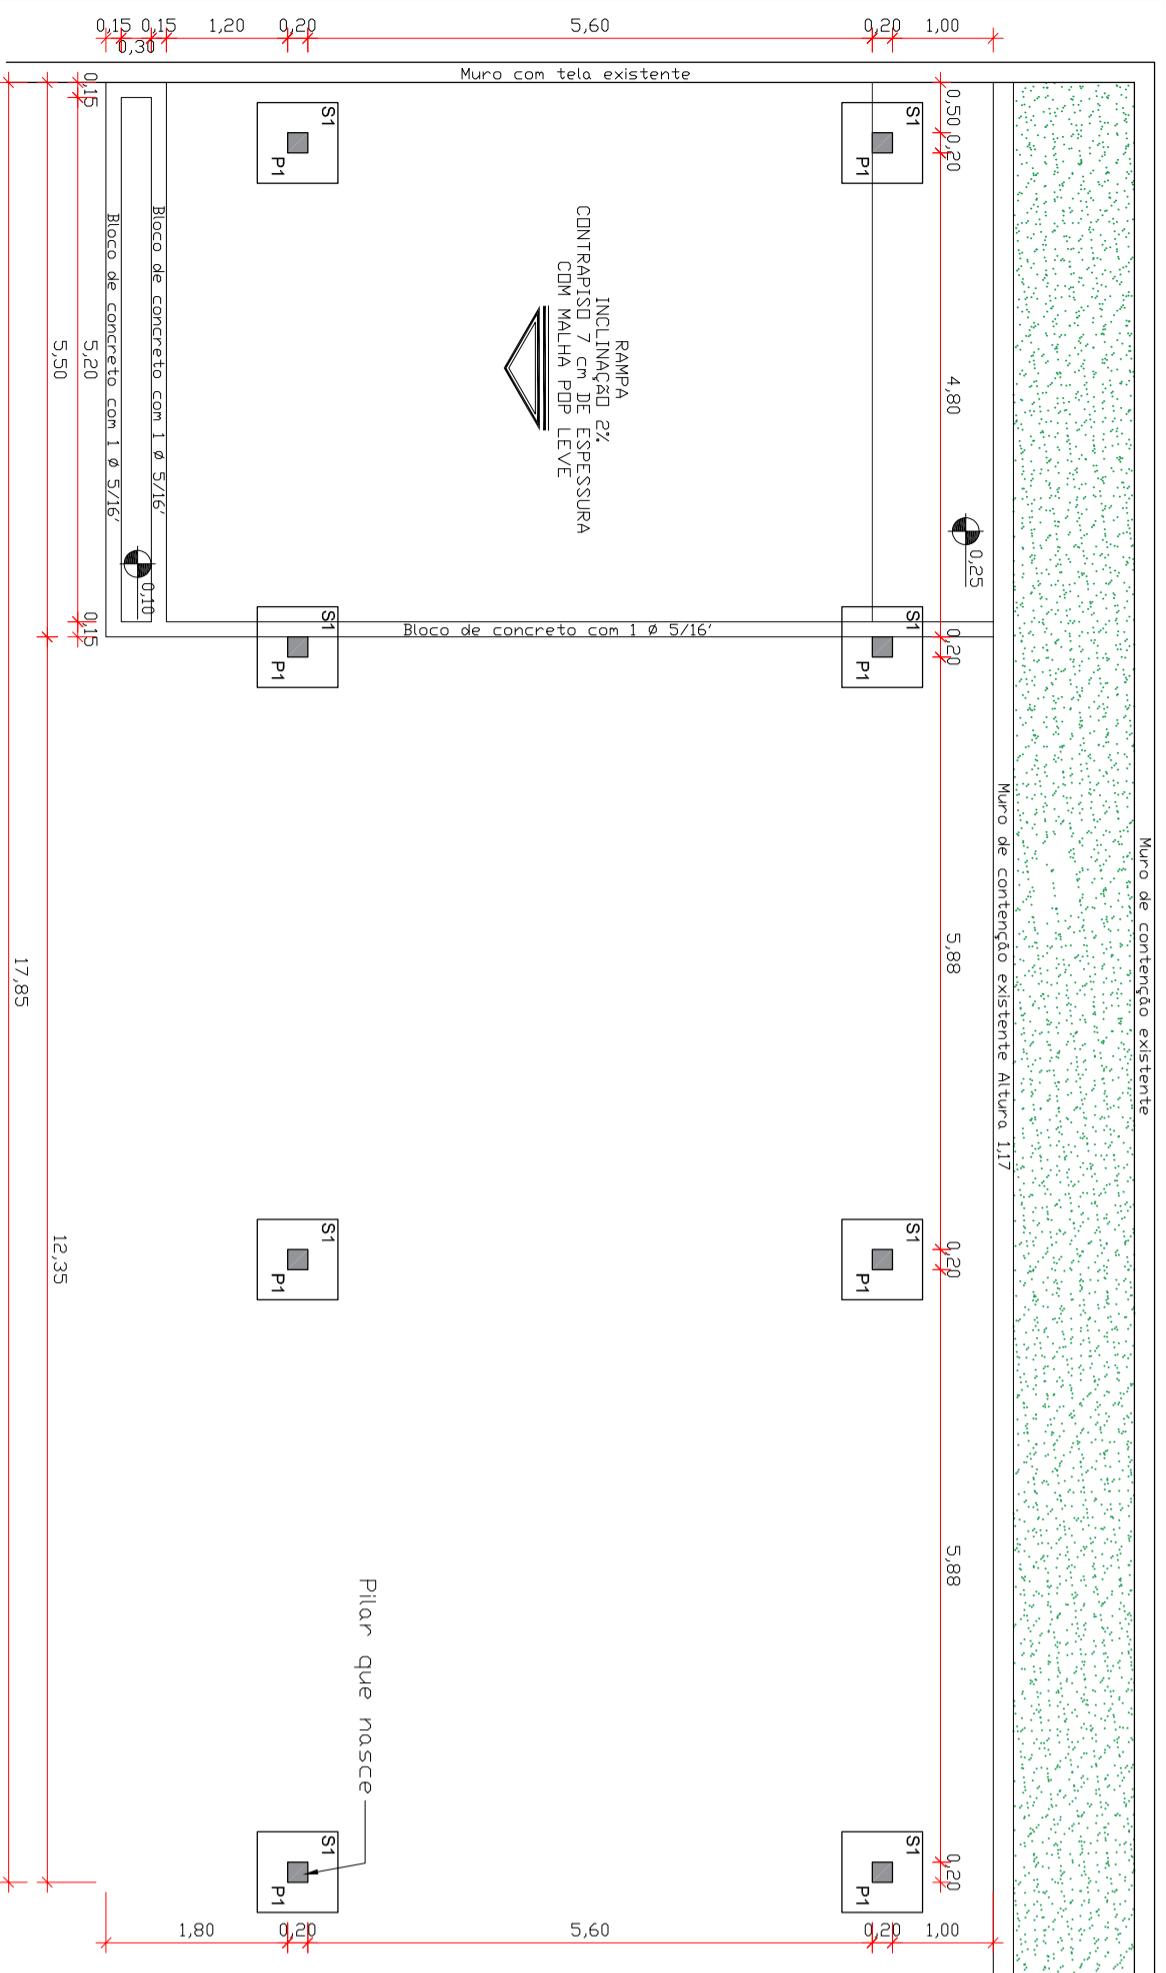 0,15
0,30
0,15
1,20
0,20
5,60
0,20
1,00
Muro com tela existente
0,15
0,50
0,20
S1
P1
S1
P1
RAMPA
INCLINAÇÃO 2%
CONTRAPISO 7 cm DE ESPESSURA
COM MALHA POP LEVE
Bloco de concreto com 1 Ø 5/16'
Bloco de concreto com 1 Ø 5/16'
5,20
5,50
4,80
0,25
0,10
0,15
S1
P1
Bloco de concreto com 1 Ø 5/16'
S1
P1
0,20
Muro de contenção existente Altura 1,17
Muro de contenção existente
5,88
17,85
12,35
S1
P1
S1
P1
0,20
5,88
Pilar que nasce
S1
P1
S1
P1
0,20
1,80
0,20
5,60
0,20
1,00